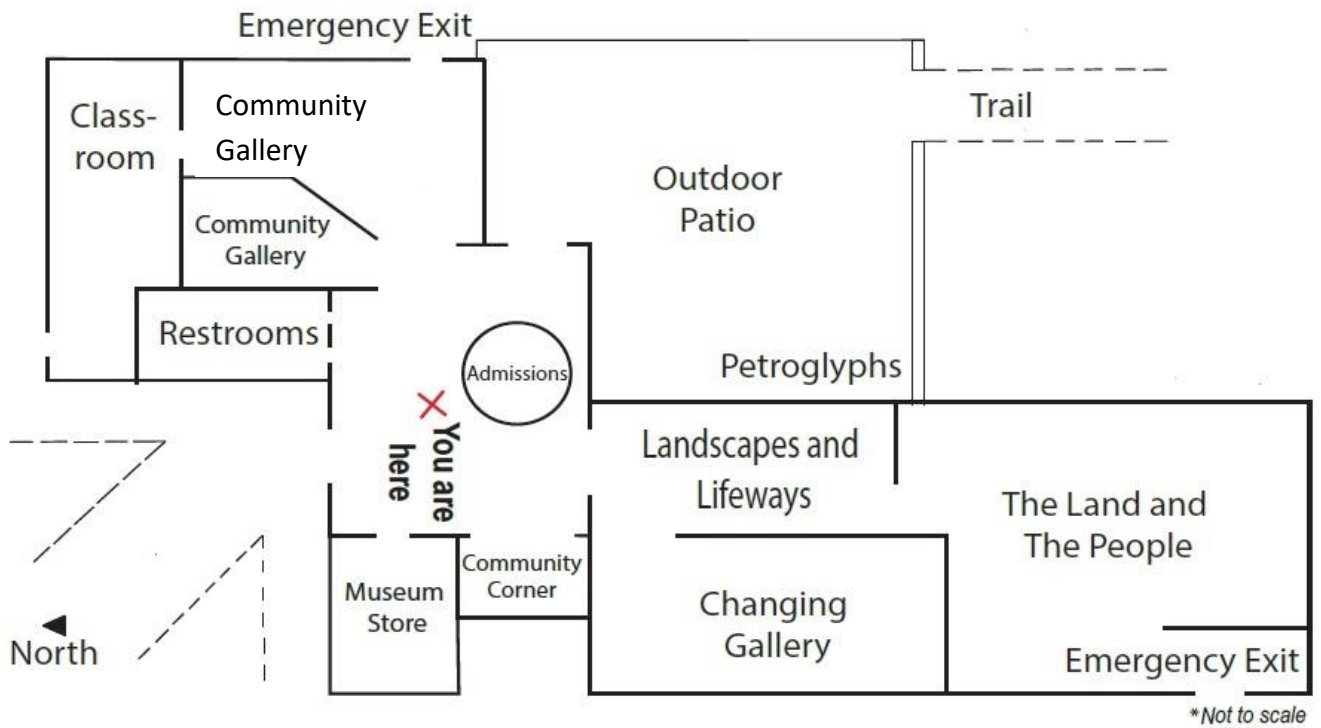 Emergency Exit
Class-
room
Community
Gallery
Trail
Outdoor
Patio
Community
Gallery
Restrooms
Admissions
Petroglyphs
You are
here
Landscapes and
Lifeways
The Land and
The People
Community
Corner
Museum
Store
Changing
Gallery
North
Emergency Exit
*Not to scale